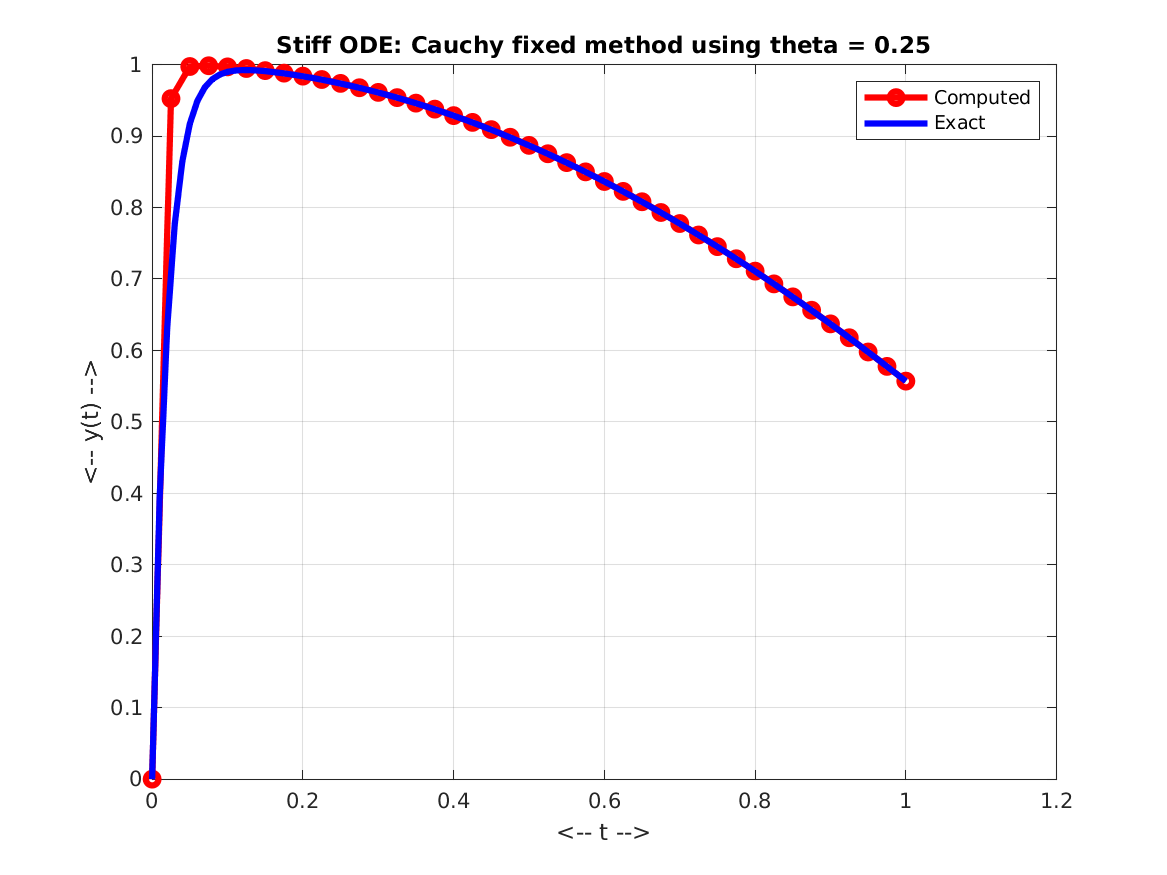 Stiff ODE: Cauchy fixed method using theta = 0.25
Computed
Exact
<-- y(t) -->
1
0.9
0.8
0.7
0.6
0.5
0.4
0.3
0.2
0.1
0
0 0.2 0.4 0.6 0.8 1 1.2
<-- t -->